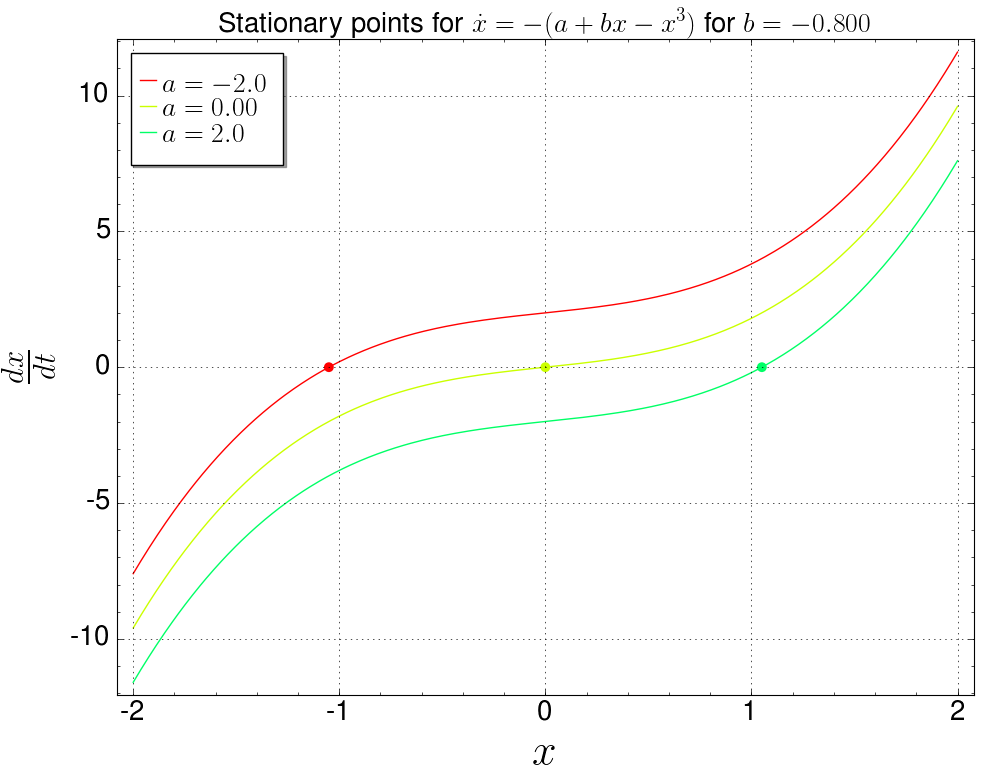 Stationary points for ẋ = −(a + bx − x³) for b = −0.800
a = −2.0
a = 0.00
a = 2.0
10
5
0
-5
-10
dx
dt
-2 -1 0 1 2
x